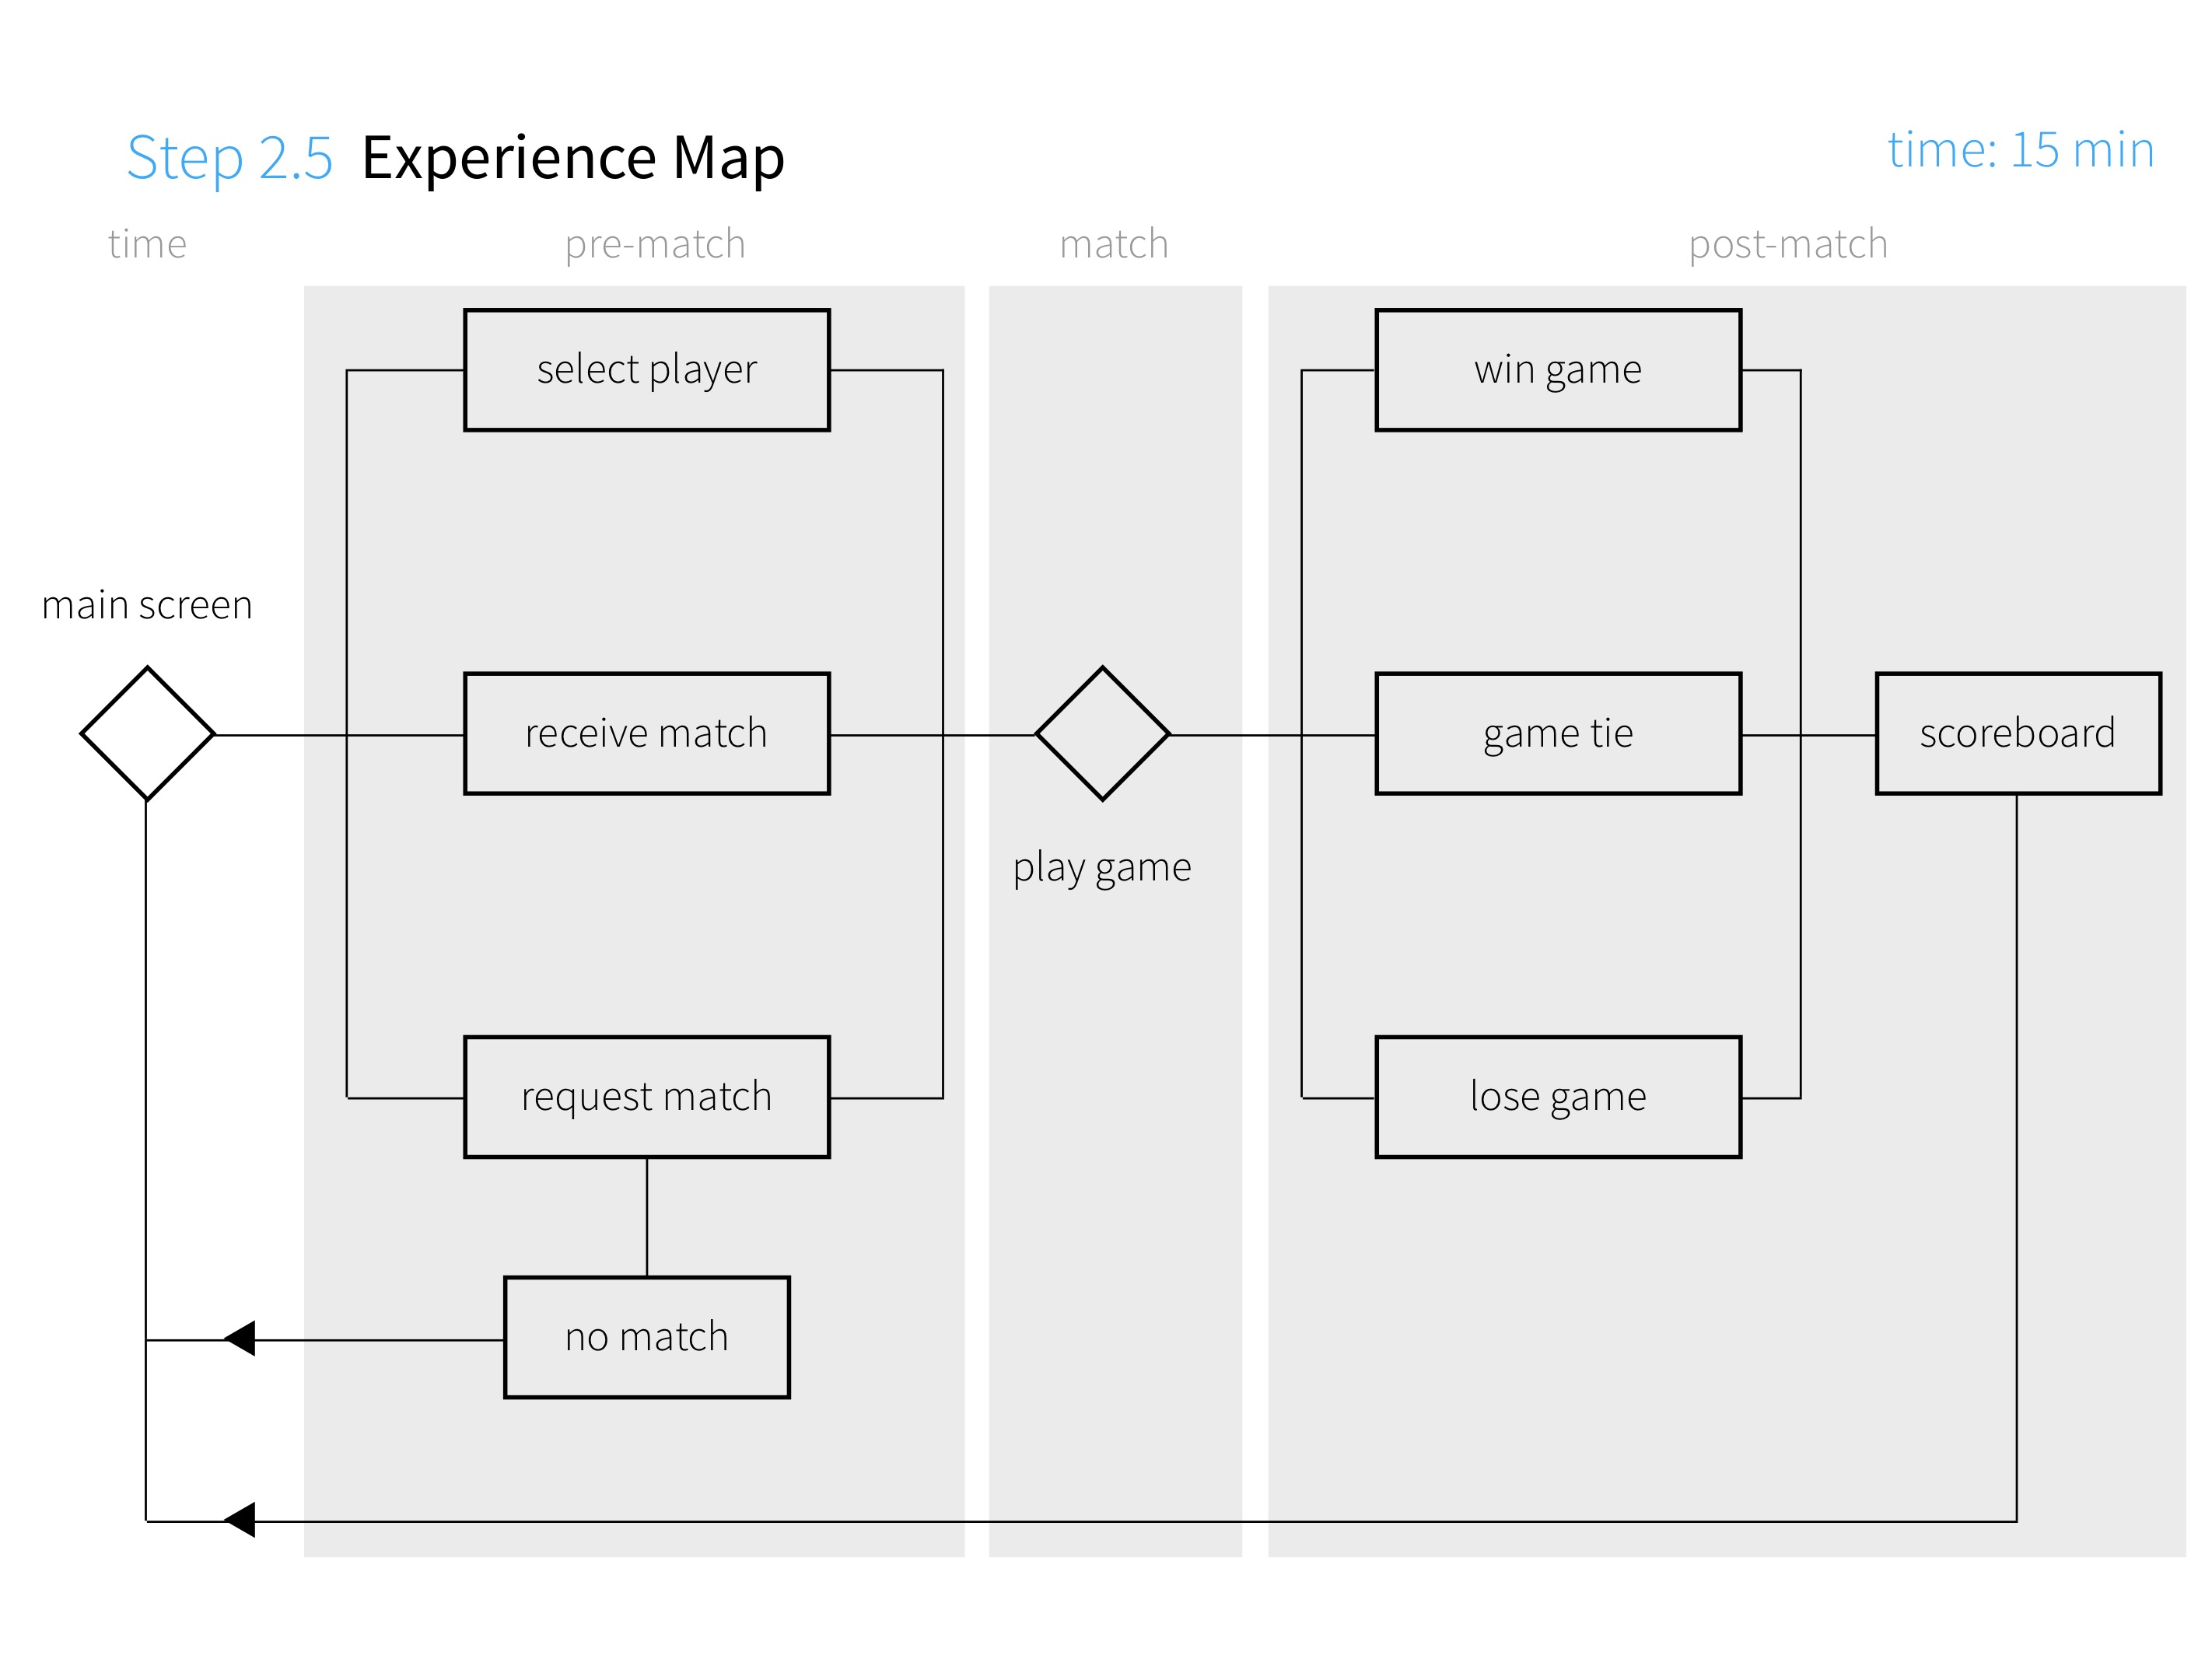 Step 2.5 Experience Map
time: 15 min
time
pre-match
match
post-match
select player
win game
main screen
receive match
game tie
scoreboard
play game
request match
lose game
no match